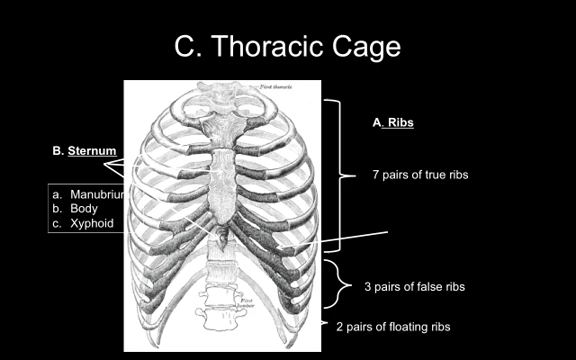 C. Thoracic Cage
First thoracic
A. Ribs
B. Sternum
7 pairs of true ribs
a. Manubrium
b. Body
c. Xyphoid
3 pairs of false ribs
First
lumbar
2 pairs of floating ribs